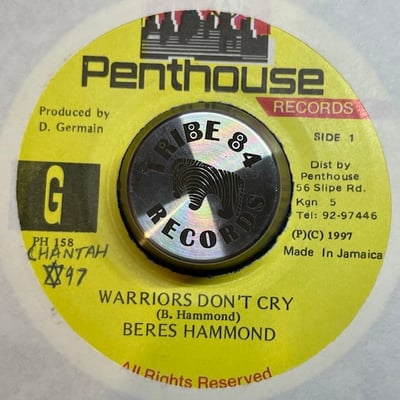 Penthouse
RECORDS
Produced by
D. Germain
SIDE 1
TRIBE 84
RECORDS
G
Dist by
Penthouse
56 Slipe Rd.
Kgn 5
Tel: 92-97446
PH 158
CHANTAH
97
(P)(C) 1997
Made In Jamaica
WARRIORS DON'T CRY
(B. Hammond)
BERES HAMMOND
All Rights Reserved